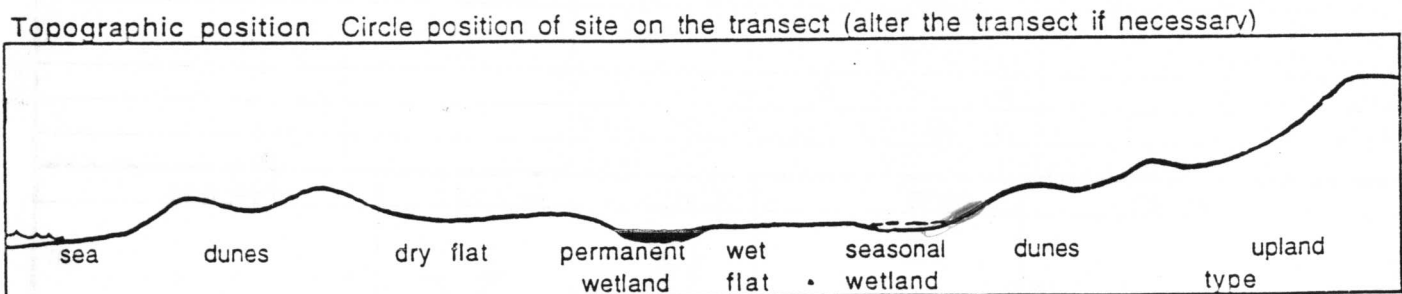 Topographic position Circle position of site on the transect (alter the transect if necessary)
sea dunes dry flat permanent wet seasonal dunes upland
wetland flat • wetland type